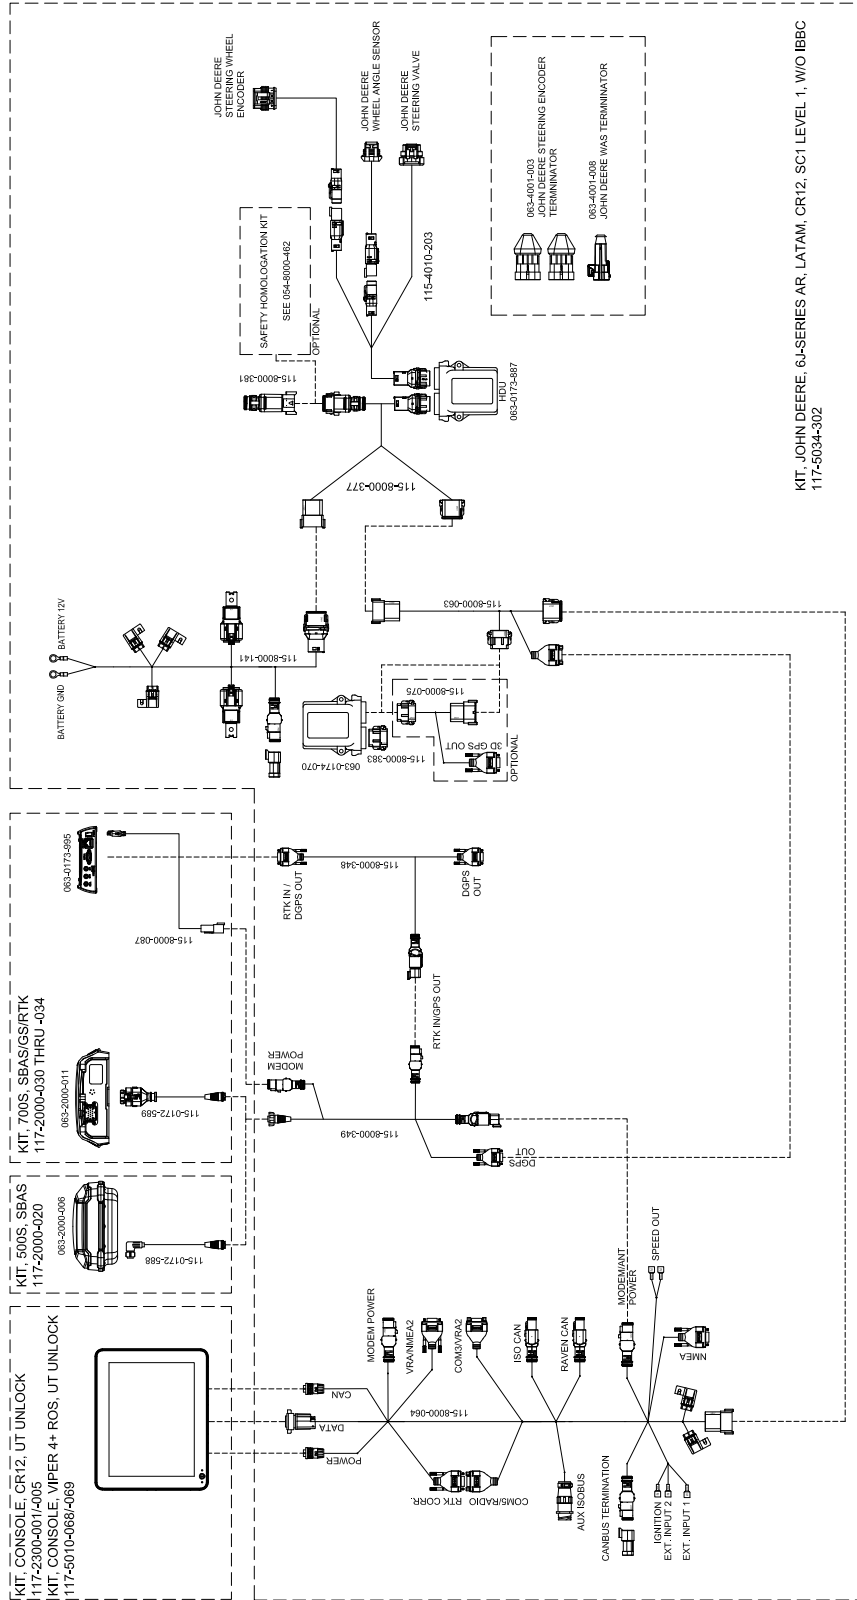 KIT, CONSOLE, CR12, UT UNLOCK
117-2300-001/-005
KIT, CONSOLE, VIPER 4+ ROS, UT UNLOCK
117-5010-068/-069
POWER
DATA
CAN
115-8000-064
MODEM POWER
VRA/NMEA2
COM3/VRA2
RTK CORR.
COM5/RADIO
ISO CAN
RAVEN CAN
AUX ISOBUS
CANBUS TERMINATION
MODEM/ANT
POWER
SPEED OUT
IGNITION
EXT. INPUT 2
EXT. INPUT 1
NMEA
KIT, 500S, SBAS
117-2000-020
063-2000-006
115-0172-588
KIT, 700S, SBAS/GS/RTK
117-2000-030 THRU -034
063-2000-011
115-0172-589
063-0173-995
115-8000-087
MODEM
POWER
115-8000-349
DGPS
OUT
RTK IN/GPS OUT
RTK IN /
DGPS OUT
115-8000-348
DGPS
OUT
BATTERY GND
BATTERY 12V
115-8000-141
063-0174-070
115-8000-383
115-8000-075
3D GPS OUT
OPTIONAL
115-8000-063
115-8000-377
115-8000-381
OPTIONAL
SAFETY HOMOLOGATION KIT
SEE 054-8000-462
HDU
063-0173-887
115-4010-203
JOHN DEERE
STEERING WHEEL
ENCODER
JOHN DEERE
WHEEL ANGLE SENSOR
JOHN DEERE
STEERING VALVE
063-4001-003
JOHN DEERE STEERING ENCODER
TERMNINATOR
063-4001-008
JOHN DEERE WAS TERMNINATOR
KIT, JOHN DEERE, 6J-SERIES AR, LATAM, CR12, SC1 LEVEL 1, W/O IBBC
117-5034-302